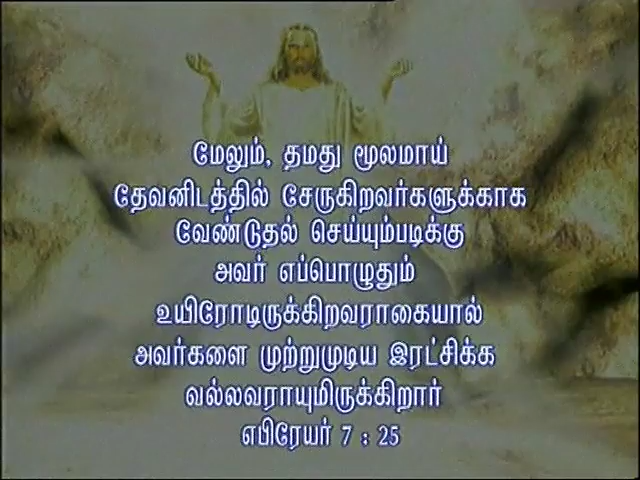 மேலும், தமது மூலமாய்
தேவனிடத்தில் சேருகிறவர்களுக்காக
வேண்டுதல் செய்யும்படிக்கு
அவர் எப்பொழுதும்
உயிரோடிருக்கிறவராகையால்
அவர்களை முற்றுமுடிய இரட்சிக்க
வல்லவராயுமிருக்கிறார்
எபிரேயர் 7 : 25